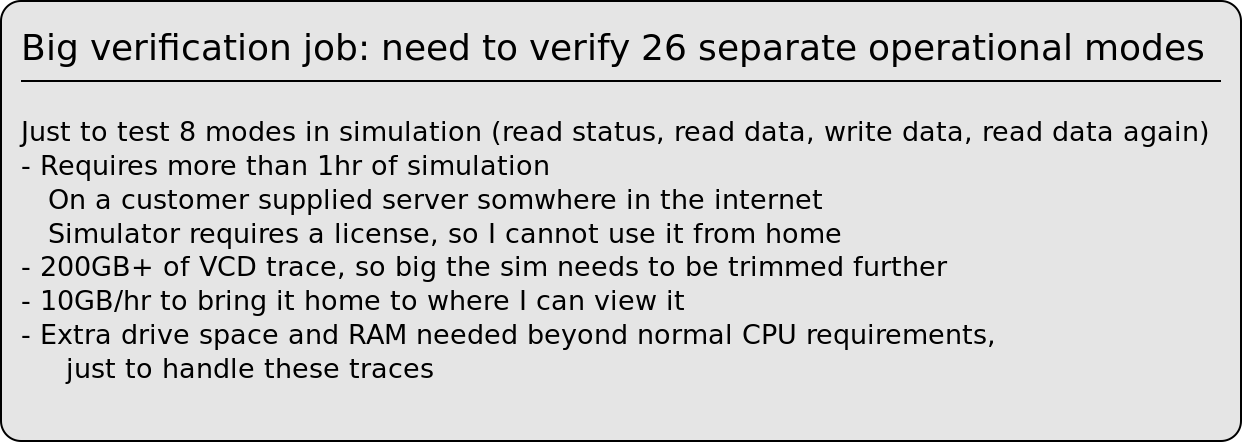 Big verification job: need to verify 26 separate operational modes
Just to test 8 modes in simulation (read status, read data, write data, read data again)
- Requires more than 1hr of simulation
On a customer supplied server somwhere in the internet
Simulator requires a license, so I cannot use it from home
- 200GB+ of VCD trace, so big the sim needs to be trimmed further
- 10GB/hr to bring it home to where I can view it
- Extra drive space and RAM needed beyond normal CPU requirements,
just to handle these traces